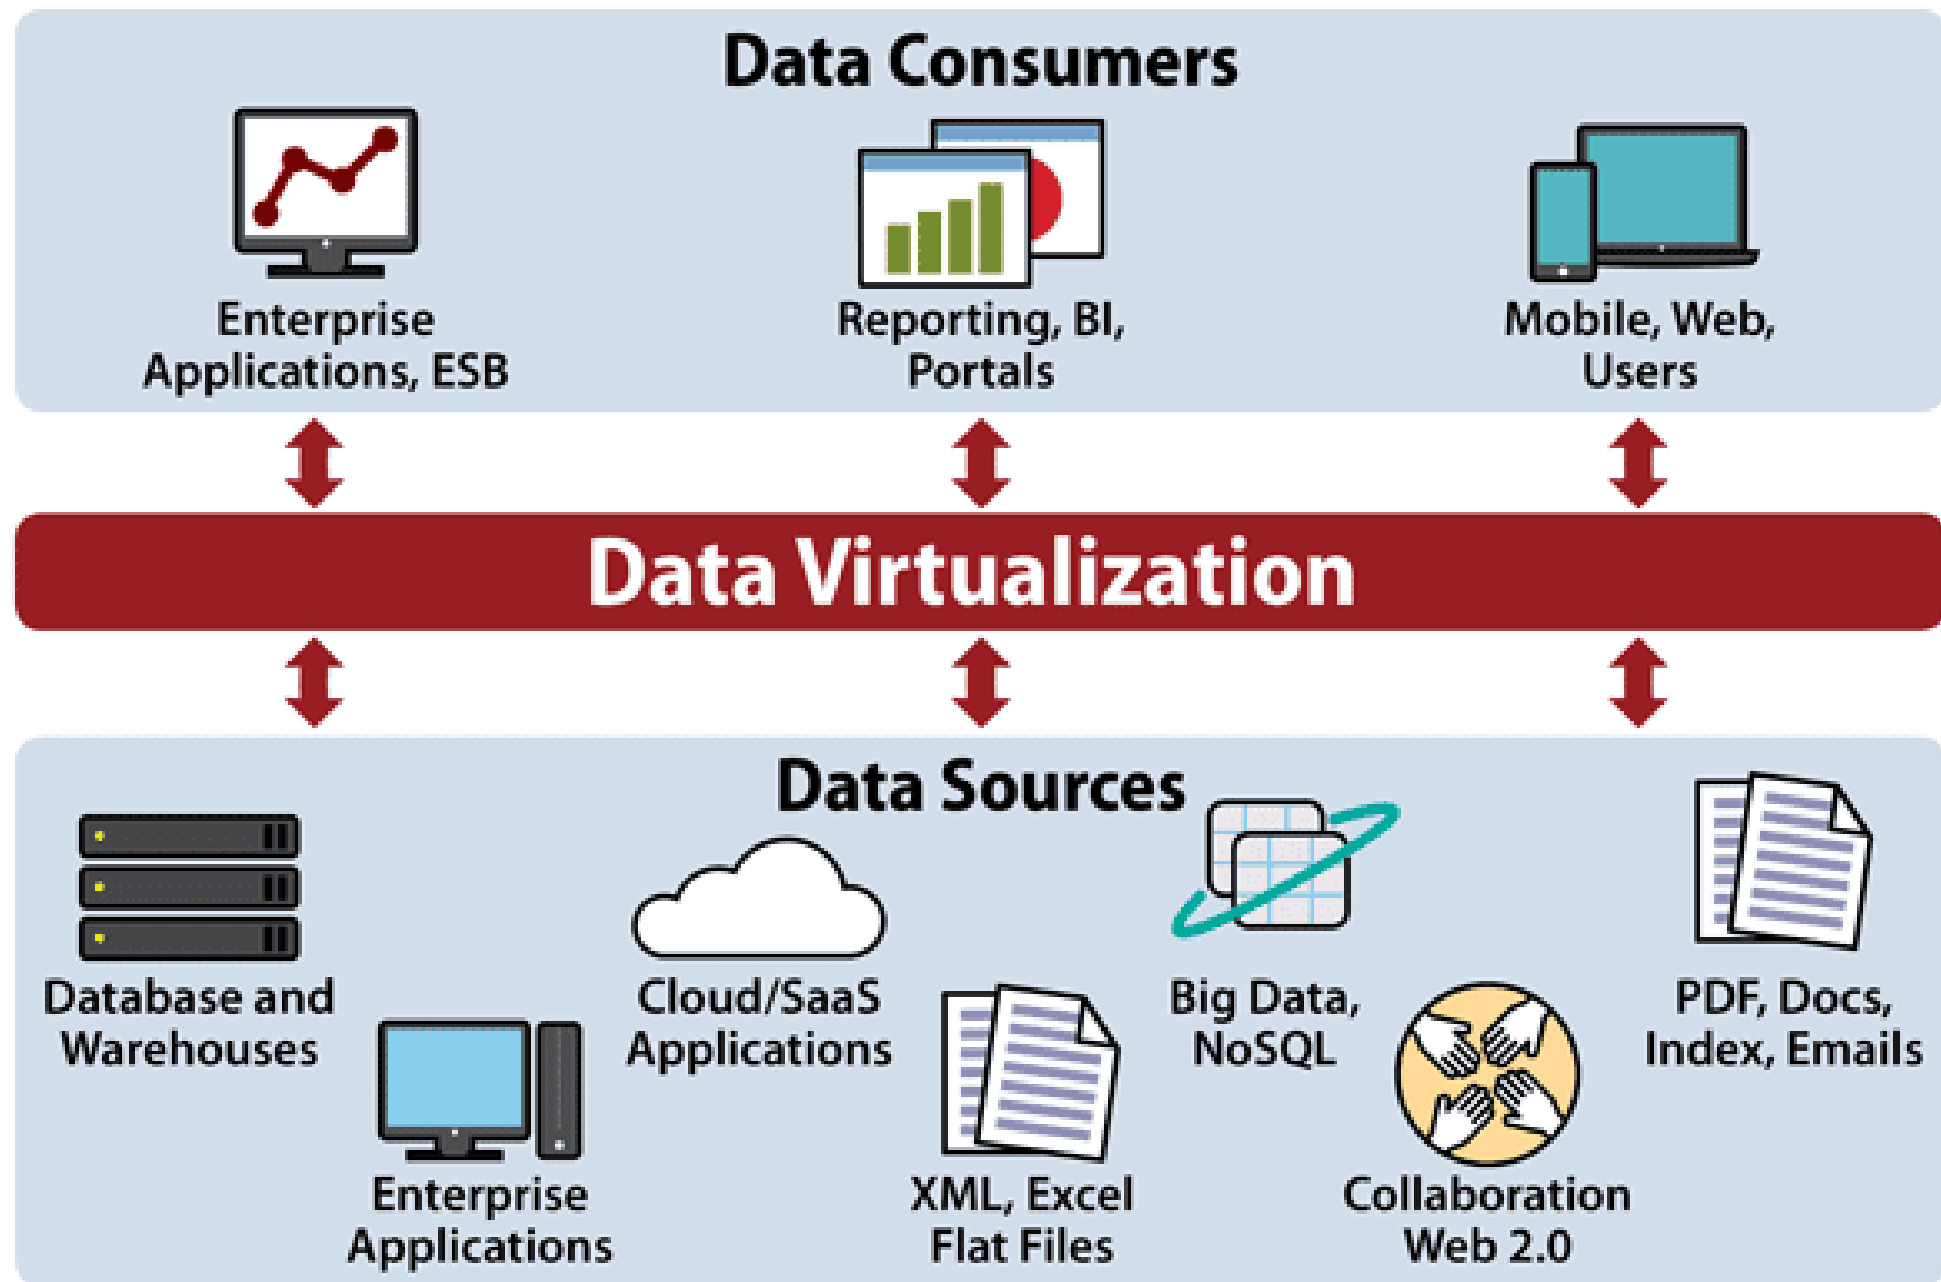 Data Consumers
Enterprise
Applications, ESB
Reporting, BI,
Portals
Mobile, Web,
Users
Data Virtualization
Data Sources
Database and
Warehouses
Enterprise
Applications
Cloud/SaaS
Applications
XML, Excel
Flat Files
Big Data,
NoSQL
Collaboration
Web 2.0
PDF, Docs,
Index, Emails